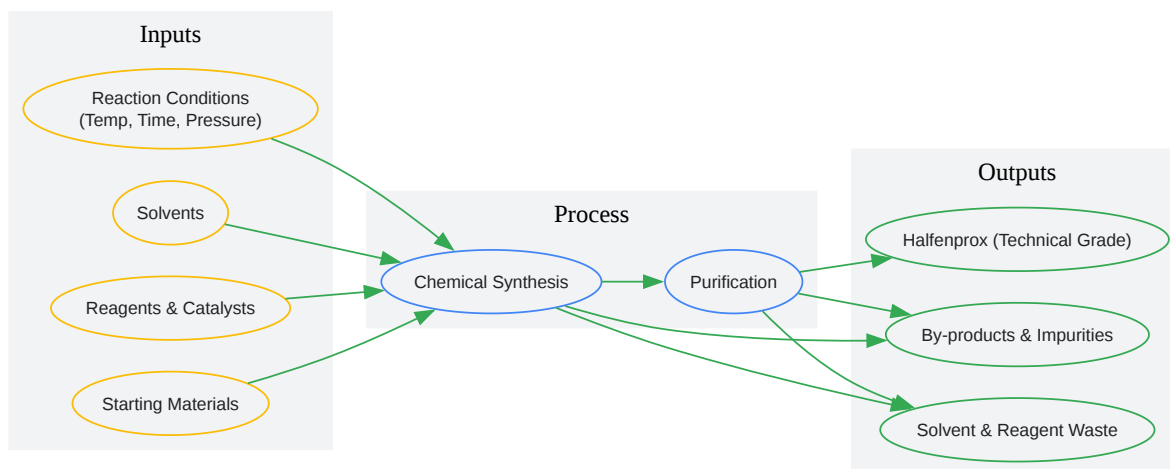 Inputs
Reaction Conditions
(Temp, Time, Pressure)
Solvents
Reagents & Catalysts
Starting Materials
Process
Chemical Synthesis
Purification
Outputs
Halfenprox (Technical Grade)
By-products & Impurities
Solvent & Reagent Waste